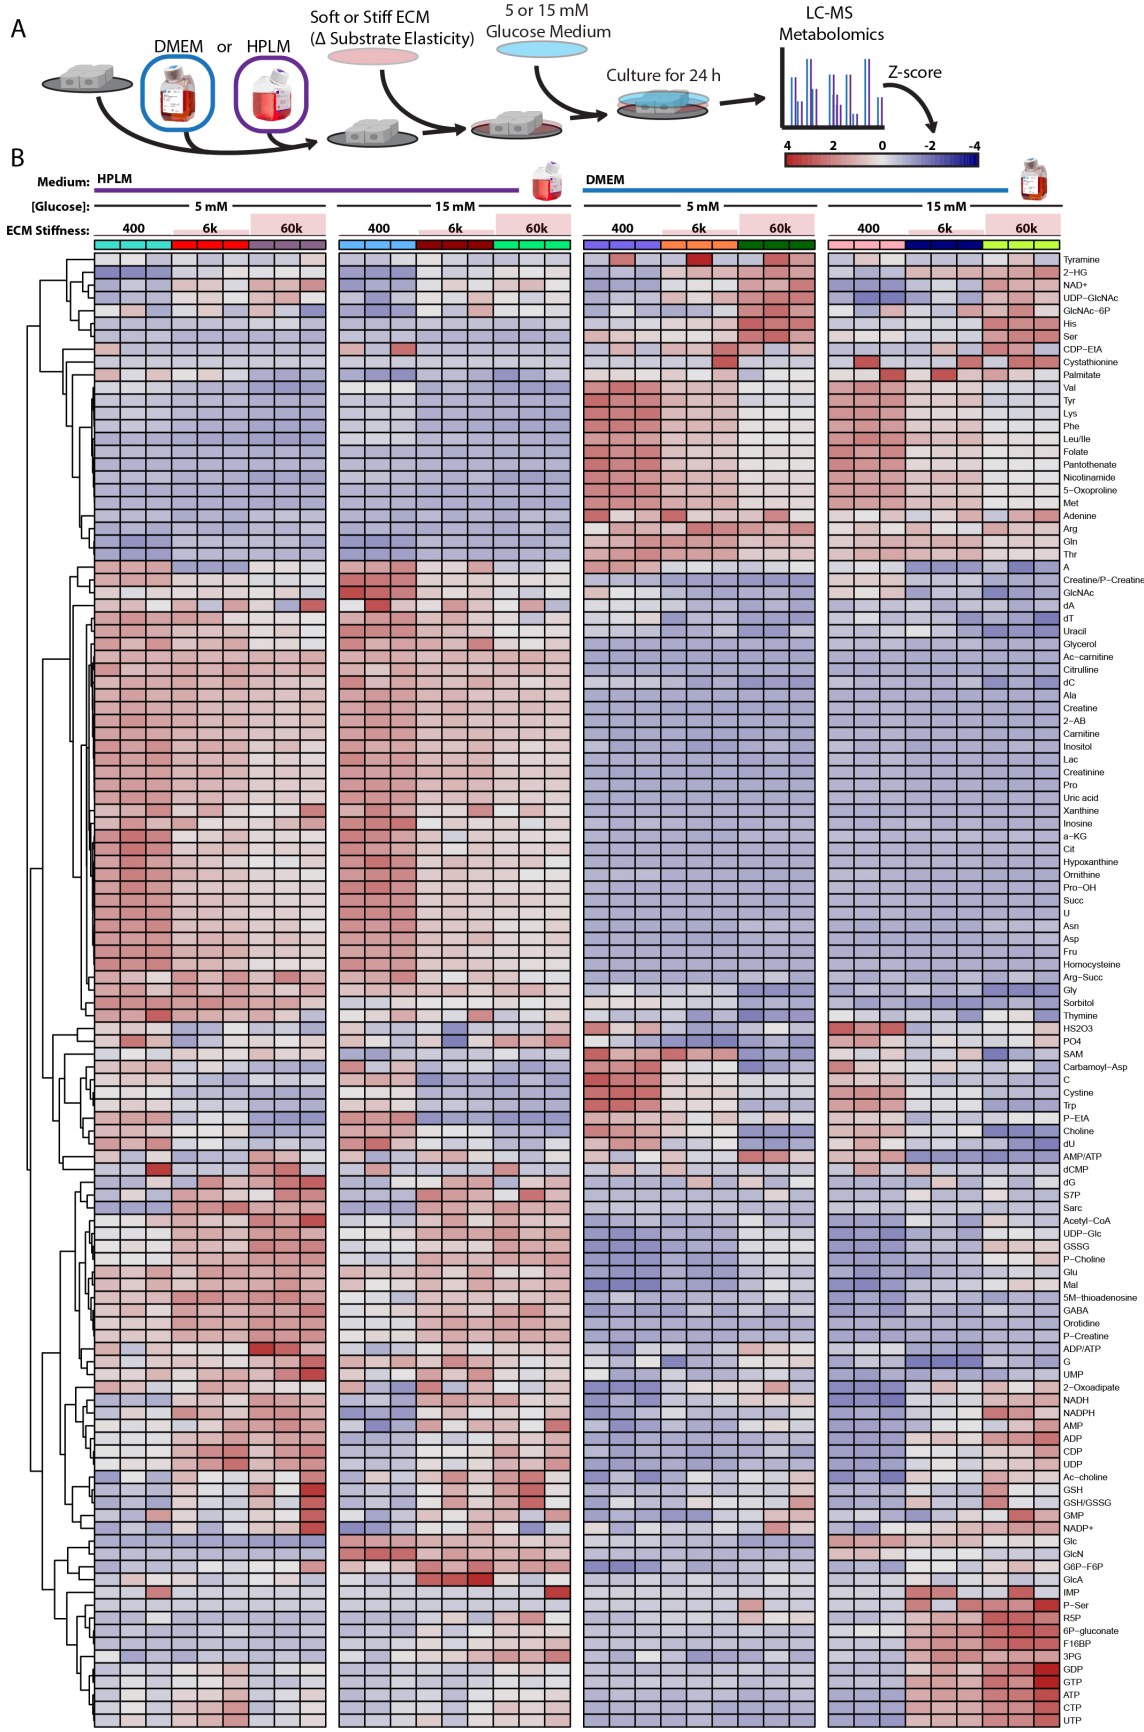 A
DMEM or HPLM
Soft or Stiff ECM
(Δ Substrate Elasticity)
5 or 15 mM
Glucose Medium
Culture for 24 h
LC-MS
Metabolomics
Z-score
4 2 0 -2 -4
B
Medium: HPLM DMEM
[Glucose]: 5 mM 15 mM 5 mM 15 mM
ECM Stiffness: 400 6k 60k 400 6k 60k 400 6k 60k 400 6k 60k
Tyramine
2-HG
NAD+
UDP-GlcNAc
GlcNAc-6P
His
Ser
CDP-EtA
Cystathionine
Palmitate
Val
Tyr
Lys
Phe
Leu/Ile
Folate
Pantothenate
Nicotinamide
5-Oxoproline
Met
Adenine
Arg
Gln
Thr
A
Creatine/P-Creatine
GlcNAc
dA
dT
Uracil
Glycerol
Ac-carnitine
Citrulline
dC
Ala
Creatine
2-AB
Carnitine
Inositol
Lac
Creatinine
Pro
Uric acid
Xanthine
Inosine
a-KG
Cit
Hypoxanthine
Ornithine
Pro-OH
Succ
U
Asn
Asp
Fru
Homocysteine
Arg-Succ
Gly
Sorbitol
Thymine
HS2O3
PO4
SAM
Carbamoyl-Asp
C
Cystine
Trp
P-EtA
Choline
dU
AMP/ATP
dCMP
dG
S7P
Sarc
Acetyl-CoA
UDP-Glc
GSSG
P-Choline
Glu
Mal
5M-thioadenosine
GABA
Orotidine
P-Creatine
ADP/ATP
G
UMP
2-Oxoadipate
NADH
NADPH
AMP
ADP
CDP
UDP
Ac-choline
GSH
GSH/GSSG
GMP
NADP+
Glc
GlcN
G6P-F6P
GlcA
IMP
P-Ser
R5P
6P-gluconate
F16BP
3PG
GDP
GTP
ATP
CTP
UTP